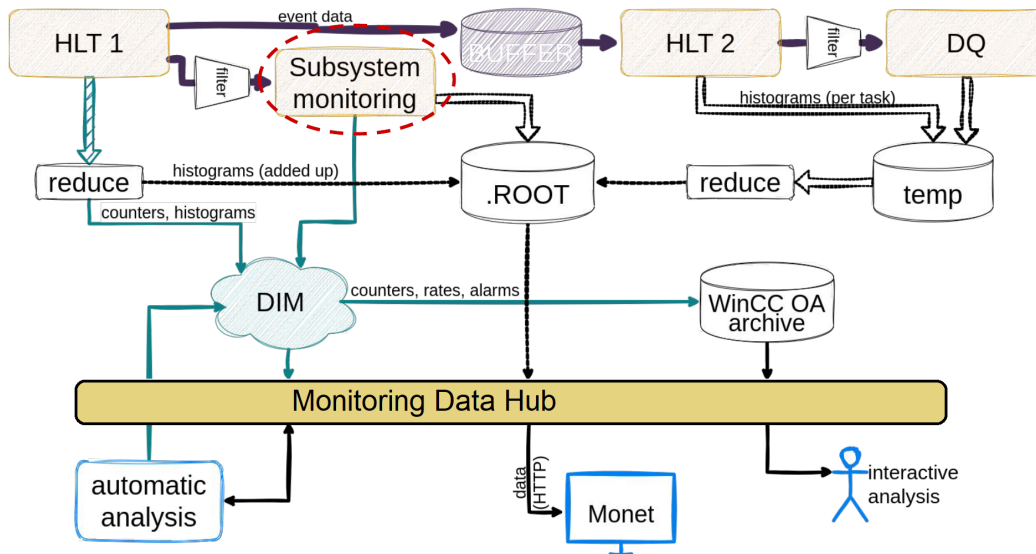 event data
HLT 1
filter
Subsystem
monitoring
BUFFER
HLT 2
filter
DQ
histograms (per task)
reduce
histograms (added up)
.ROOT
reduce
temp
counters, histograms
DIM
counters, rates, alarms
WinCC OA
archive
Monitoring Data Hub
automatic
analysis
data
(HTTP)
Monet
interactive
analysis